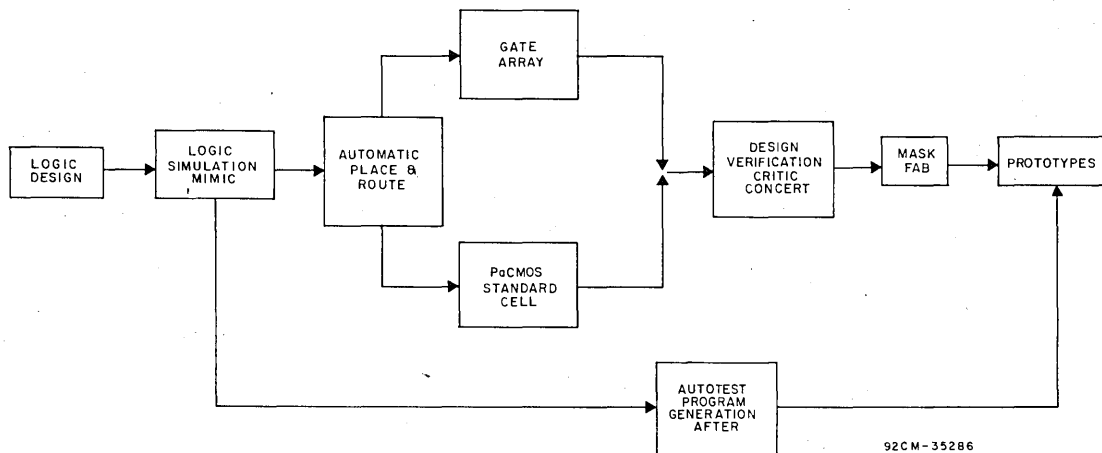 GATE
ARRAY
LOGIC
DESIGN
LOGIC
SIMULATION
MIMIC
AUTOMATIC
PLACE &
ROUTE
DESIGN
VERIFICATION
CRITIC
CONCERT
MASK
FAB
PROTOTYPES
PaCMOS
STANDARD
CELL
AUTOTEST
PROGRAM
GENERATION
AFTER
92CM-35286